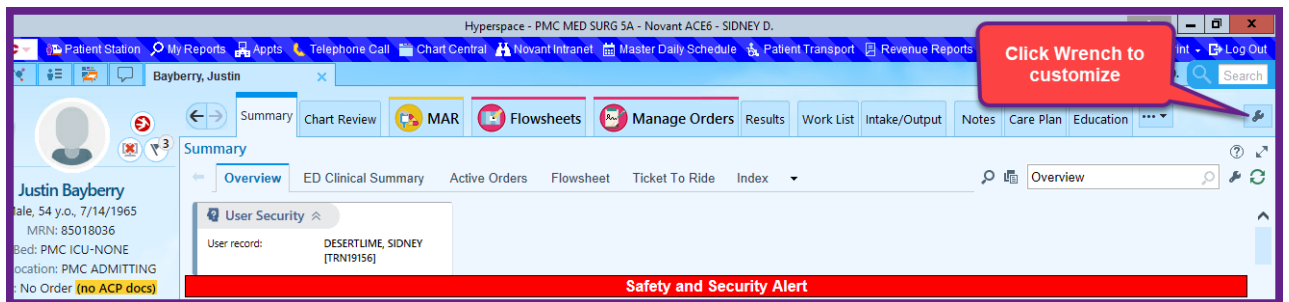 Hyperspace - PMC MED SURG 5A - Novant ACE6 - SIDNEY D.
Patient Station My Reports Appts Telephone Call Chart Central Novant Intranet Master Daily Schedule Patient Transport Revenue Reports int Log Out
Click Wrench to
customize
Bayberry, Justin Search
Summary Chart Review MAR Flowsheets Manage Orders Results Work List Intake/Output Notes Care Plan Education
3
Summary
Overview ED Clinical Summary Active Orders Flowsheet Ticket To Ride Index Overview
Justin Bayberry
Male, 54 y.o., 7/14/1965
MRN: 85018036
Bed: PMC ICU-NONE
ocation: PMC ADMITTING
: No Order (no ACP docs)
User Security
User record: DESERTLIME, SIDNEY
[TRN19156]
Safety and Security Alert